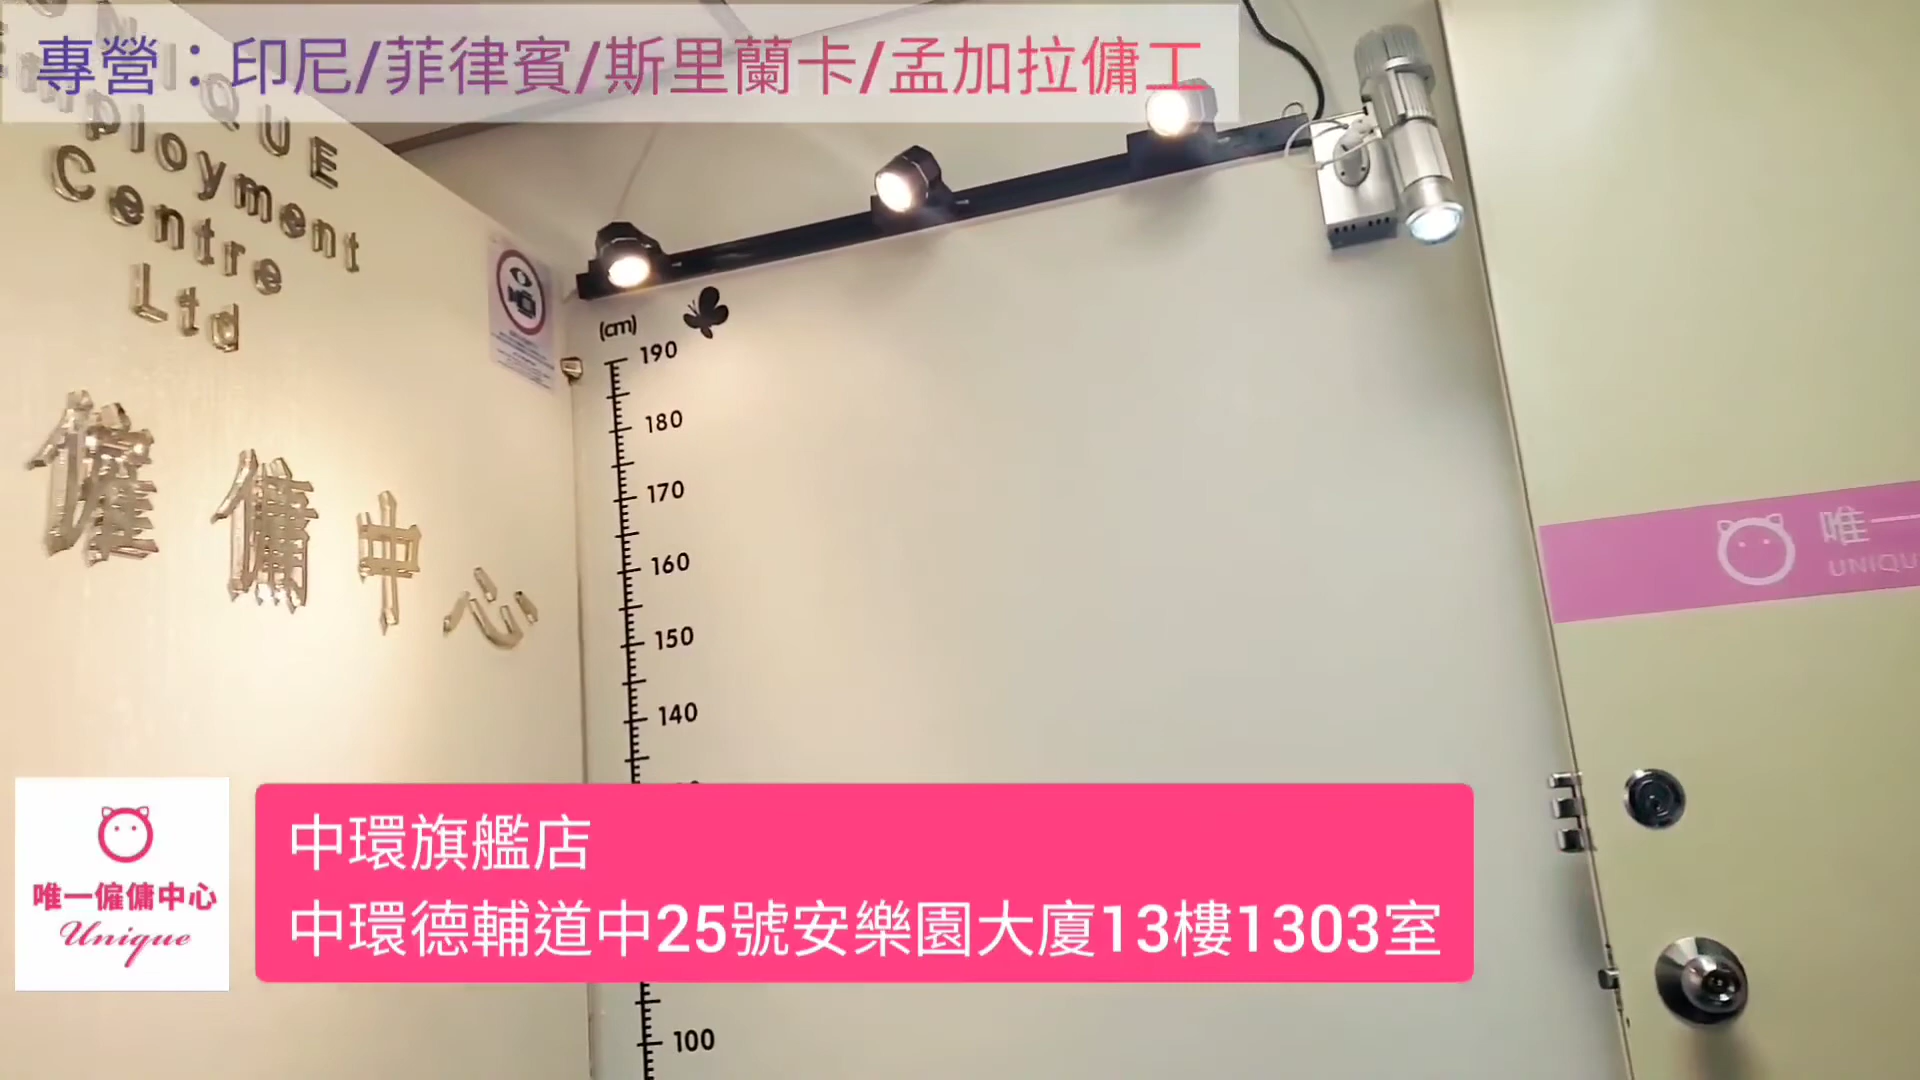 專營：印尼/菲律賓/斯里蘭卡/孟加拉傭工
UNIQUE
Employment
Centre
Ltd
僱傭中心
(cm)
190
180
170
160
150
140
100
唯一
UNIQU
唯一僱傭中心
Unique
中環旗艦店
中環德輔道中25號安樂園大廈13樓1303室